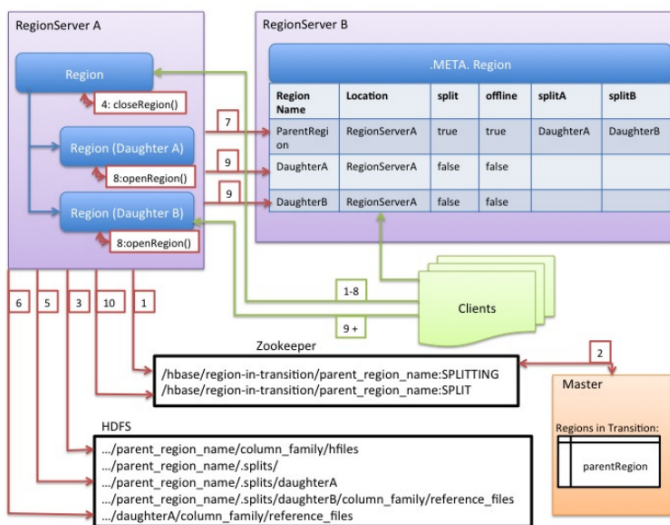 RegionServer A
RegionServer B
Region
4: closeRegion()
Region (Daughter A)
8:openRegion()
Region (Daughter B)
8:openRegion()
7
9
9
.META. Region
Region Name Location split offline splitA splitB
ParentRegi
on RegionServerA true true DaughterA DaughterB
DaughterA RegionServerA false false
DaughterB RegionServerA false false
6 5 3 10 1
1-8
9 +
Clients
Zookeeper
/hbase/region-in-transition/parent_region_name:SPLITTING
/hbase/region-in-transition/parent_region_name:SPLIT
2
Master
Regions in Transition:
parentRegion
HDFS
.../parent_region_name/column_family/hfiles
.../parent_region_name/.splits/
.../parent_region_name/.splits/daughterA
.../parent_region_name/.splits/daughterB/column_family/reference_files
.../daughterA/column_family/reference_files